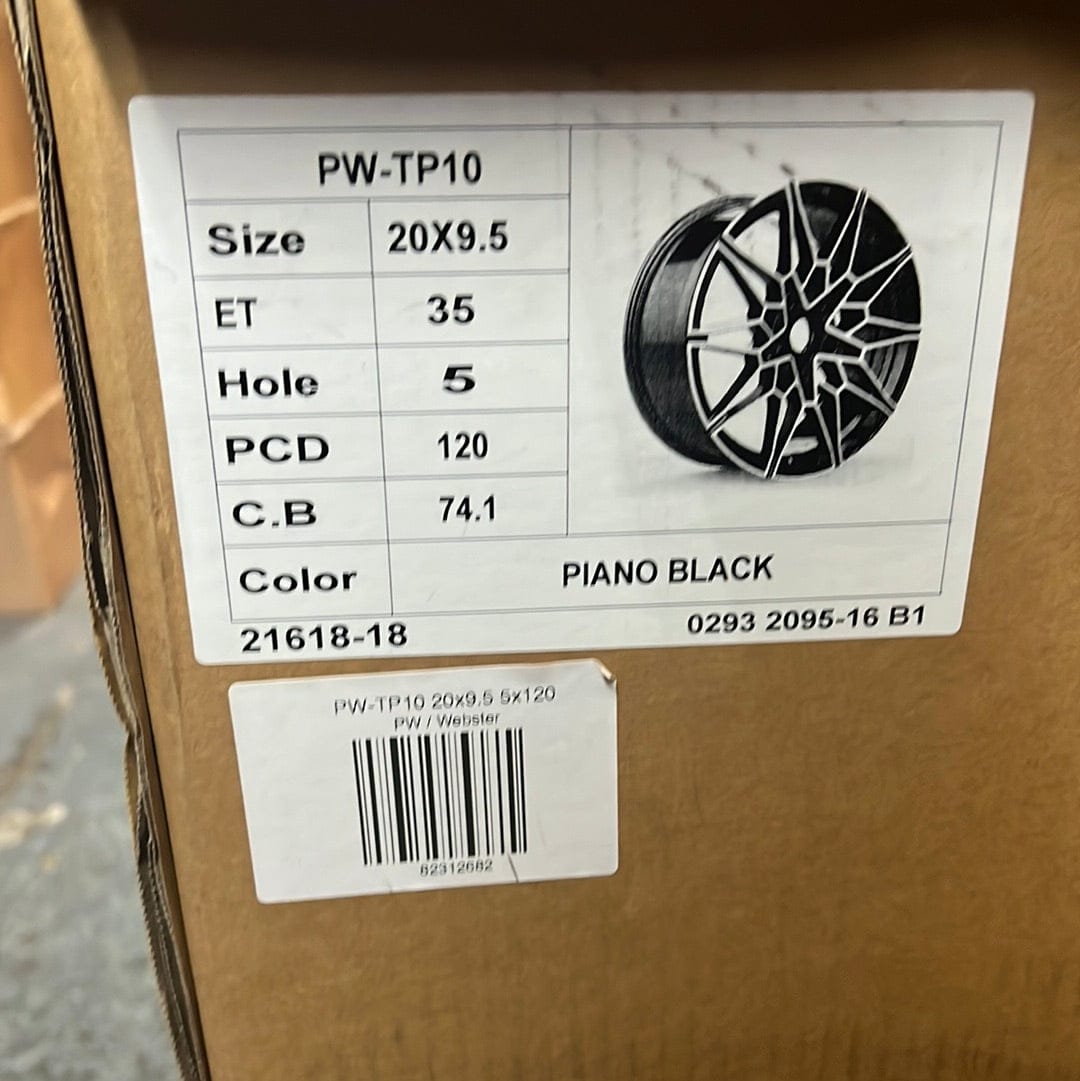 PW-TP10
Size 20X9.5
ET 35
Hole 5
PCD 120
C.B 74.1
Color PIANO BLACK
21618-18 0293 2095-16 B1
PW-TP10 20x9.5 5x120
PW / Webster
82312682